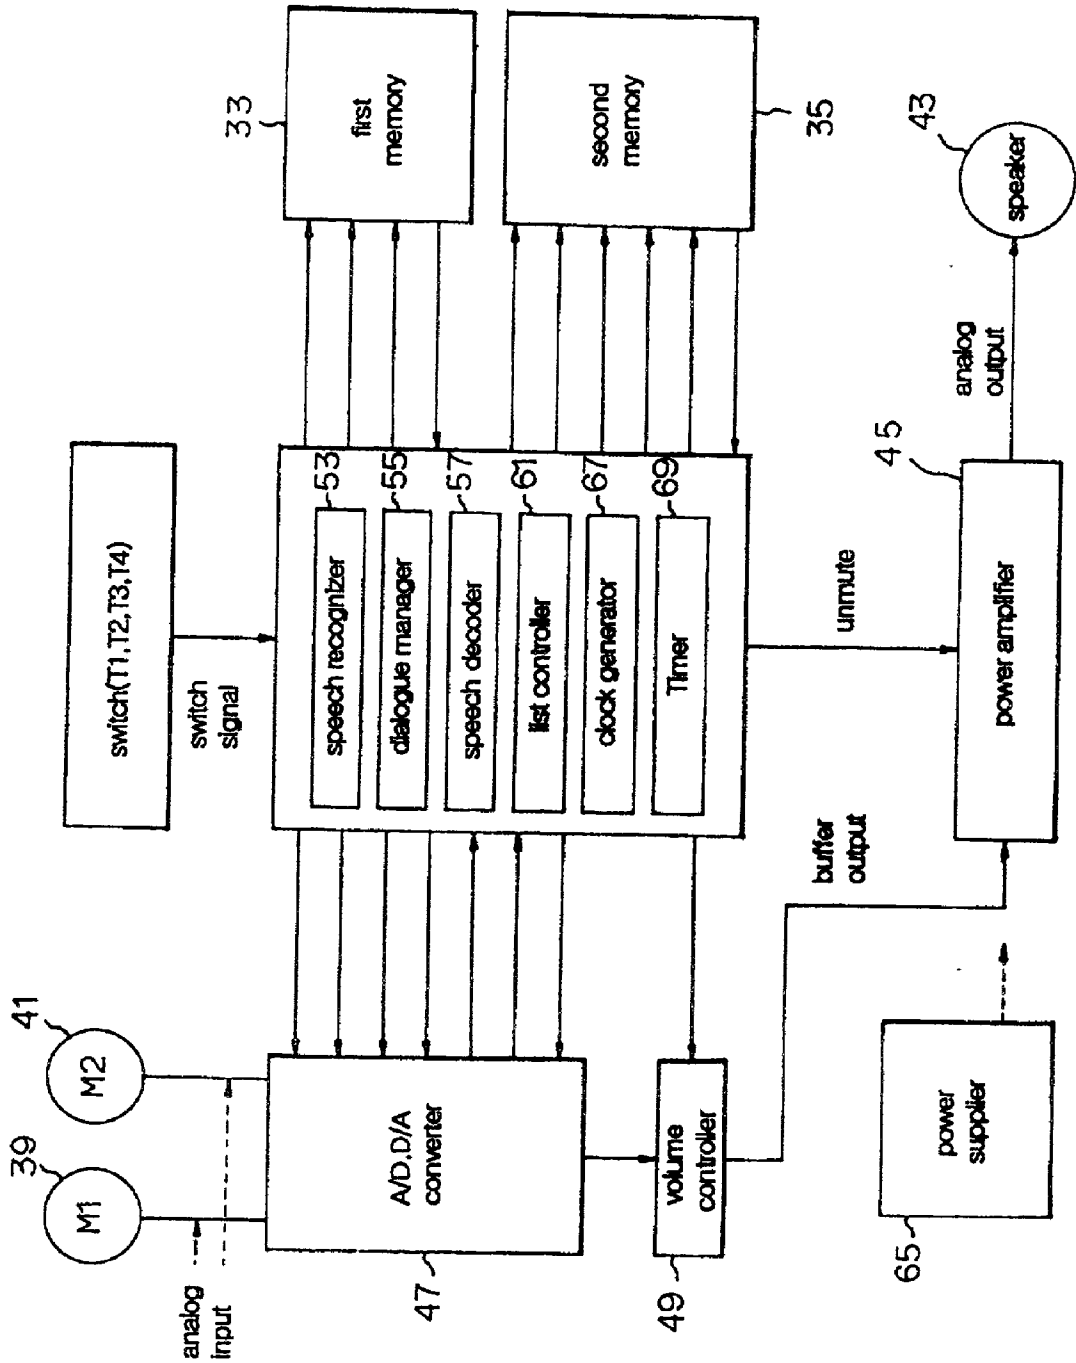 analog
input
39
M1
41
M2
A/D.D/A
converter
47
volume
controller
49
switch(T1,T2,T3,T4)
switch
signal
speech recognizer
53
dialogue manager
55
speech decoder
57
list controller
61
clock generator
67
Timer
69
first
memory
33
second
memory
35
unmute
buffer
output
power
supplier
65
power amplifier
45
analog
output
speaker
43